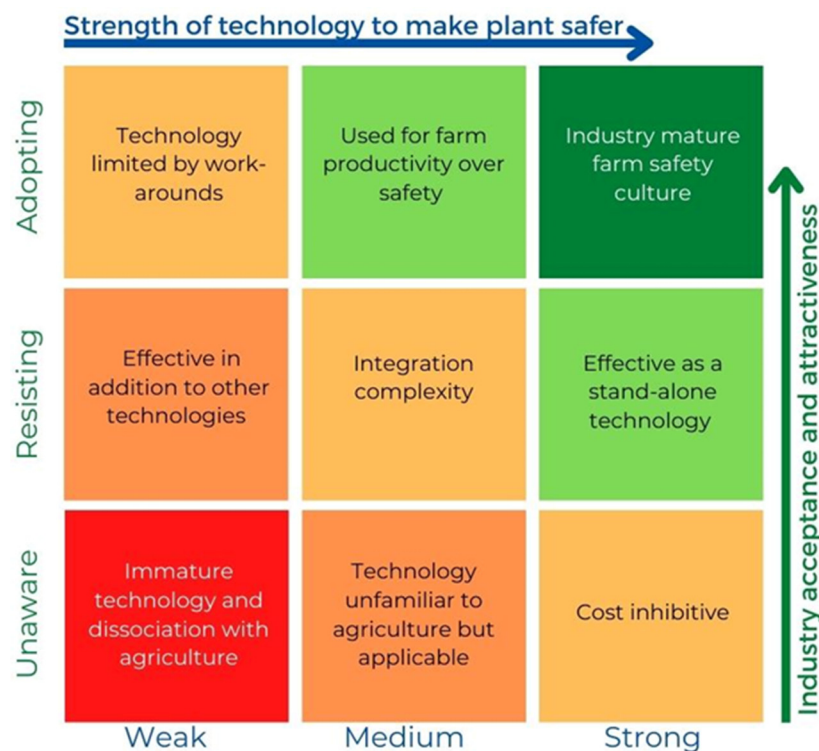 Strength of technology to make plant safer
Adopting
Technology
limited by work-
arounds
Used for farm
productivity over
safety
Industry mature
farm safety
culture
Resisting
Effective in
addition to other
technologies
Integration
complexity
Effective as a
stand-alone
technology
Unaware
Immature
technology and
dissociation with
agriculture
Technology
unfamiliar to
agriculture but
applicable
Cost inhibitive
Weak
Medium
Strong
Industry acceptance and attractiveness